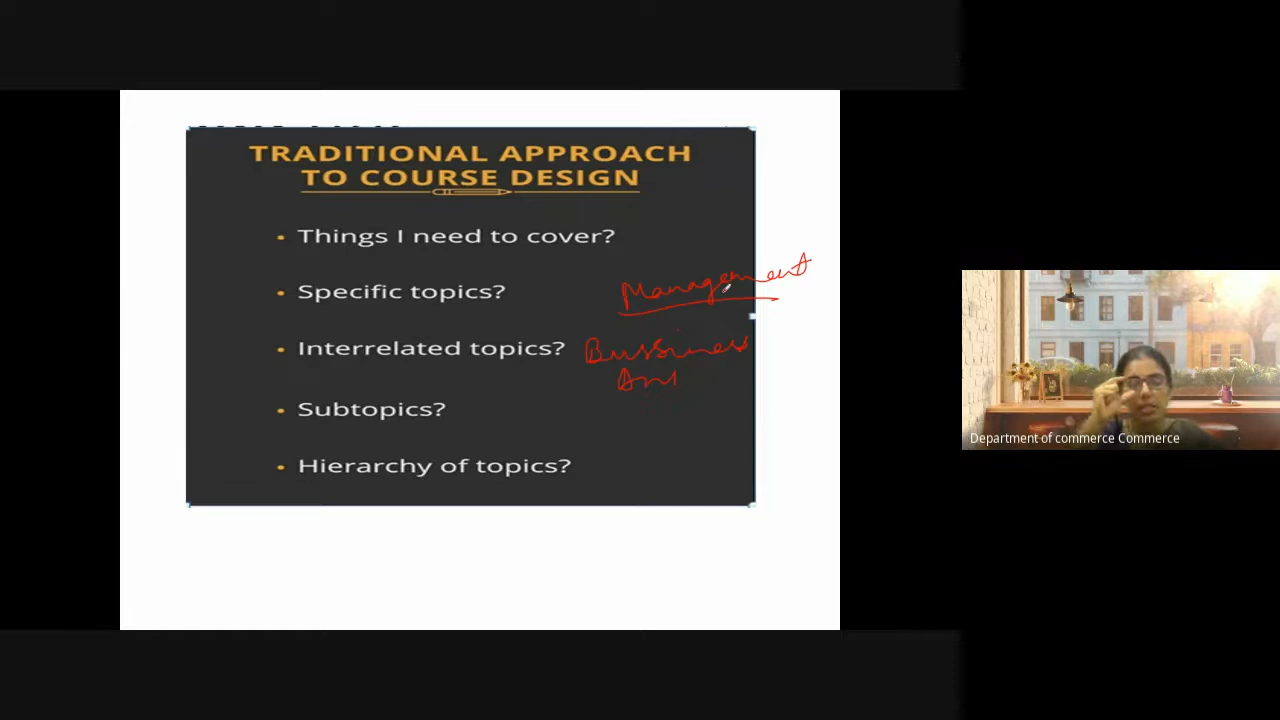 TRADITIONAL APPROACH
TO COURSE DESIGN
• Things I need to cover?
• Specific topics?
Management
• Interrelated topics?
Bussiness
• Subtopics?
• Hierarchy of topics?
Department of commerce Commerce